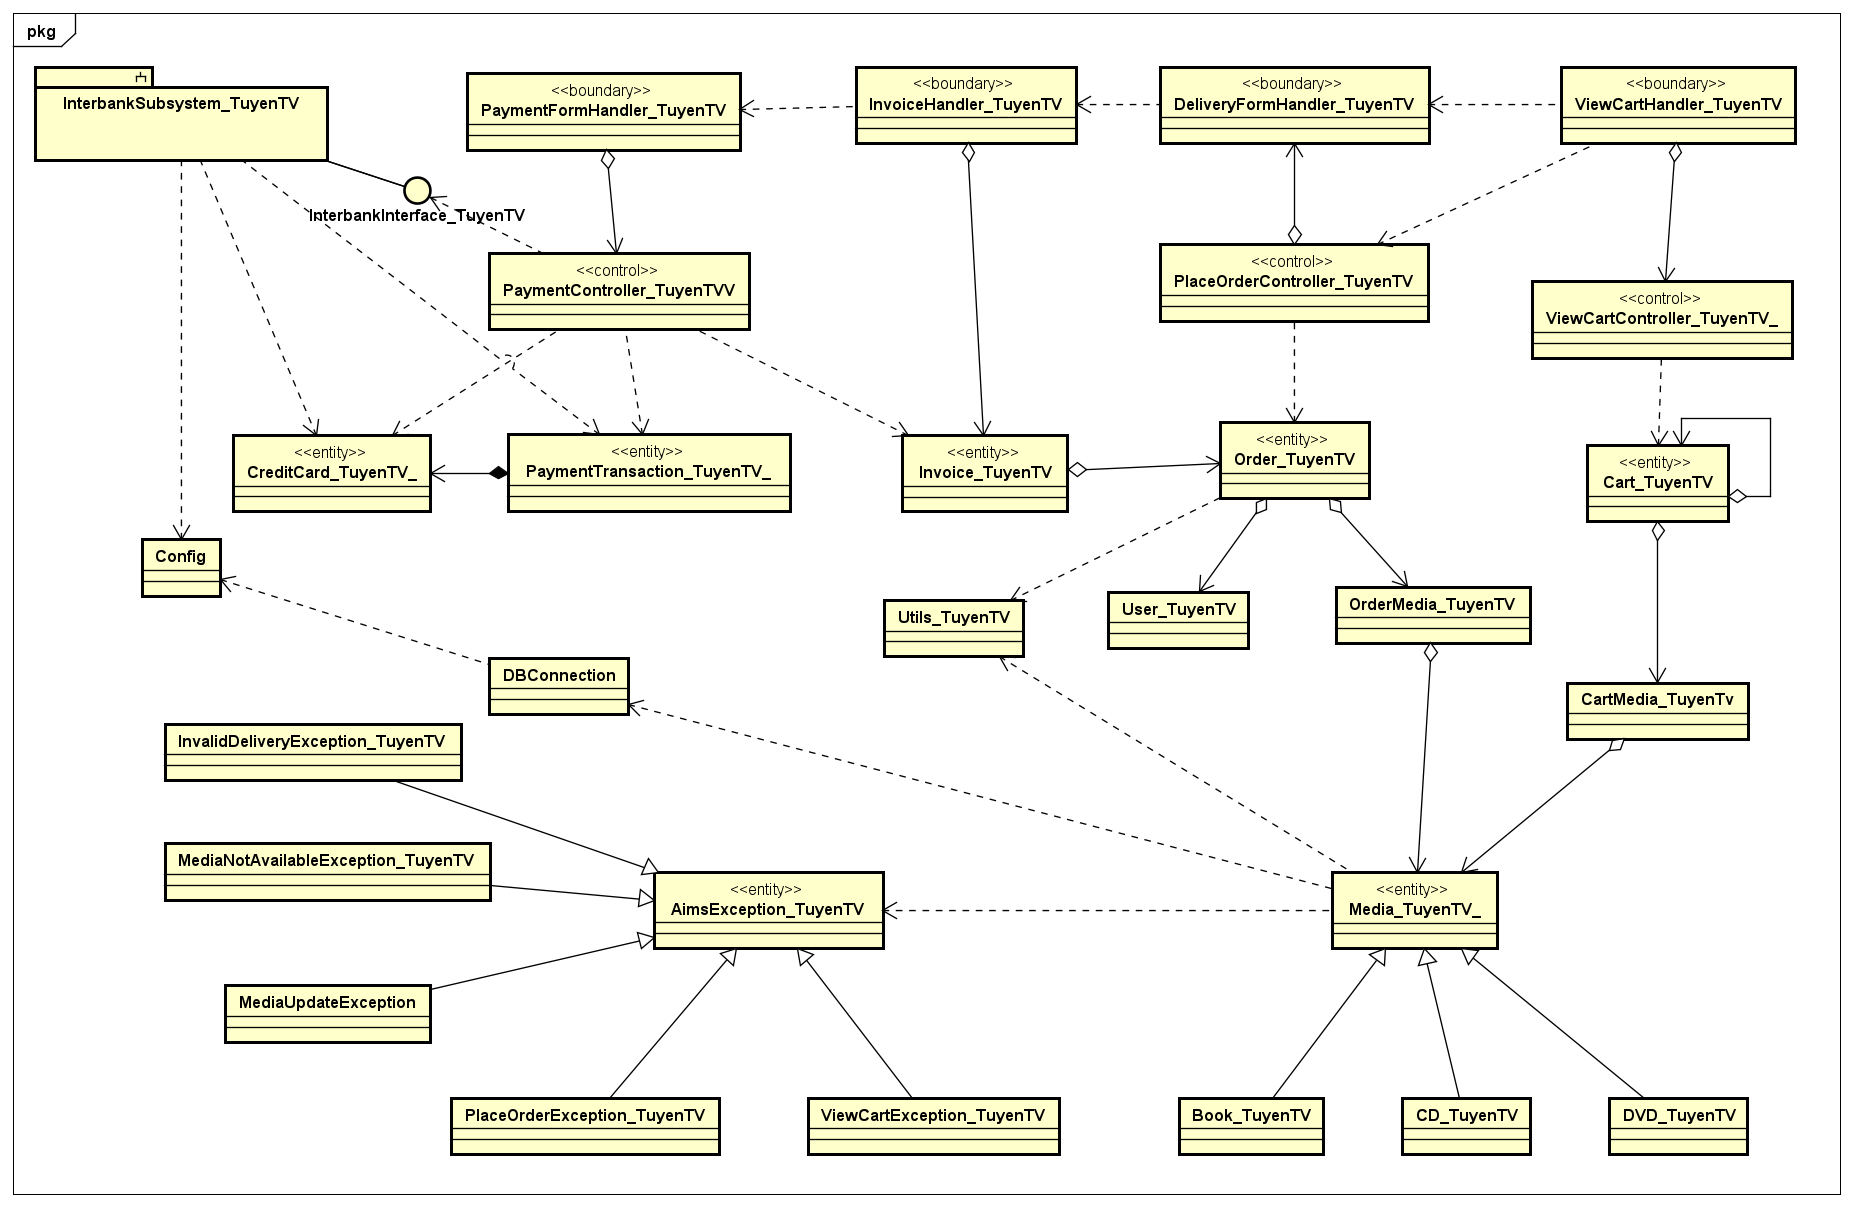 pkg
InterbankSubsystem_TuyenTV
<<boundary>>
PaymentFormHandler_TuyenTV
<<boundary>>
InvoiceHandler_TuyenTV
<<boundary>>
DeliveryFormHandler_TuyenTV
<<boundary>>
ViewCartHandler_TuyenTV
InterbankInterface_TuyenTV
<<control>>
PaymentController_TuyenTVV
<<control>>
PlaceOrderController_TuyenTV
<<control>>
ViewCartController_TuyenTV_
<<entity>>
CreditCard_TuyenTV_
<<entity>>
PaymentTransaction_TuyenTV_
<<entity>>
Invoice_TuyenTV
<<entity>>
Order_TuyenTV
<<entity>>
Cart_TuyenTV
Config
Utils_TuyenTV
User_TuyenTV
OrderMedia_TuyenTV
DBConnection
CartMedia_TuyenTv
InvalidDeliveryException_TuyenTV
MediaNotAvailableException_TuyenTV
<<entity>>
AimsException_TuyenTV
<<entity>>
Media_TuyenTV_
MediaUpdateException
PlaceOrderException_TuyenTV
ViewCartException_TuyenTV
Book_TuyenTV
CD_TuyenTV
DVD_TuyenTV